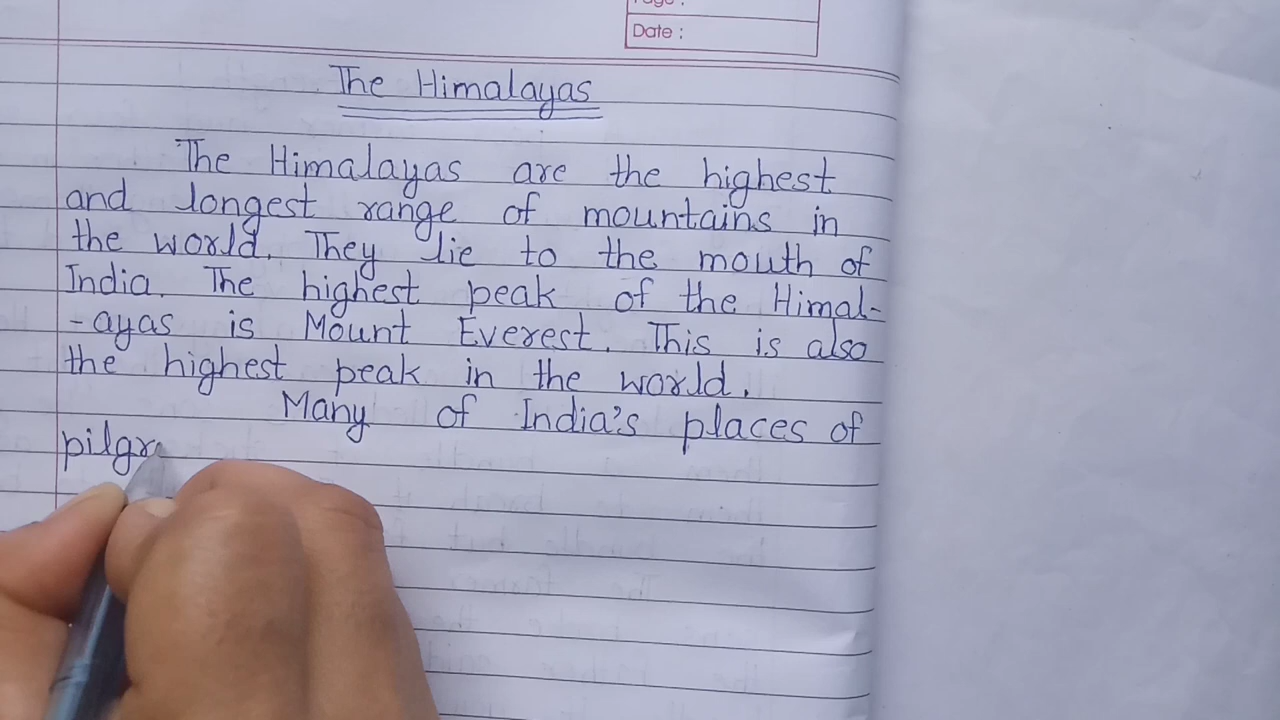 Page :
Date :
The Himalayas
The Himalayas are the highest
and longest range of mountains in
the world. They lie to the mouth of
India. The highest peak of the Himal-
-ayas is Mount Everest. This is also
the highest peak in the world.
Many of India's places of
pilgr